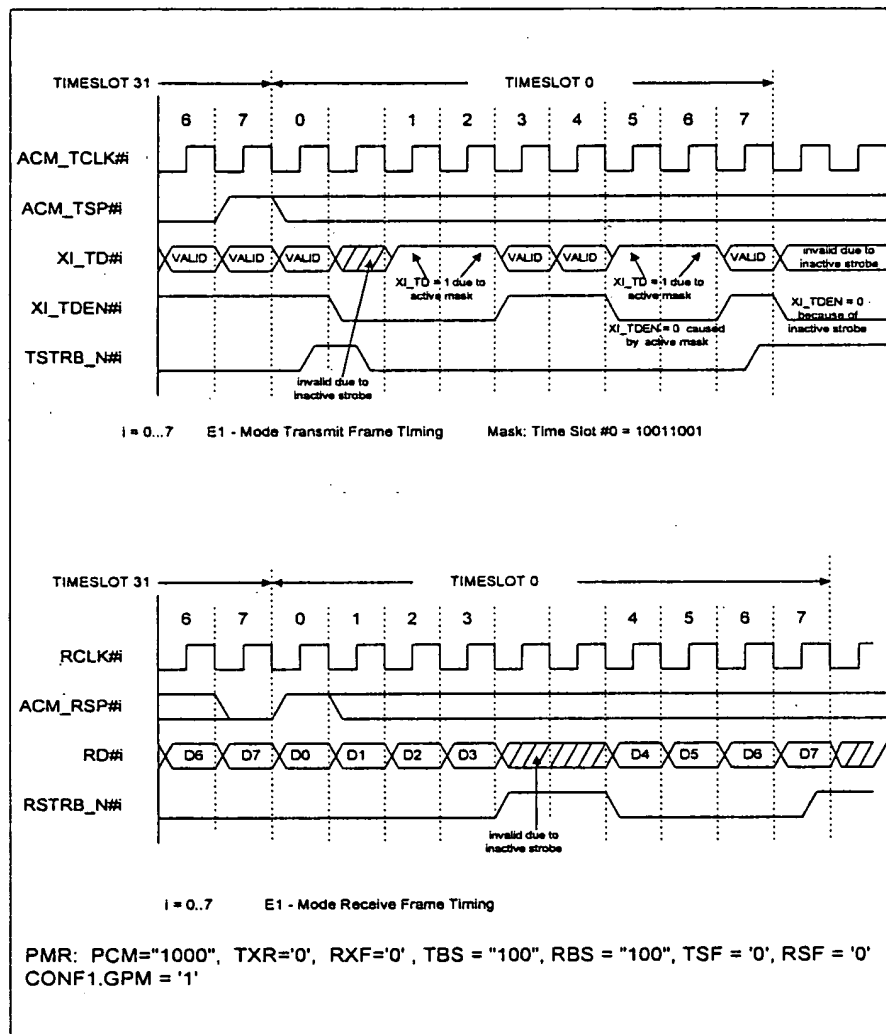 TIMESLOT 31 TIMESLOT 0
6 7 0 1 2 3 4 5 6 7
ACM_TCLK#i
ACM_TSP#i
XI_TD#i VALID VALID VALID VALID VALID VALID
invalid due to
inactive strobe
XI_TD = 1 due to
active mask
XI_TD = 1 due to
active mask
XI_TDEN#i
XI_TDEN = 0 caused
by active mask
XI_TDEN = 0
because of
inactive strobe
TSTRB_N#i
invalid due to
inactive strobe
i = 0...7 E1 - Mode Transmit Frame Timing Mask: Time Slot #0 = 10011001
TIMESLOT 31 TIMESLOT 0
6 7 0 1 2 3 4 5 6 7
RCLK#i
ACM_RSP#i
RD#i D6 D7 D0 D1 D2 D3 D4 D5 D6 D7
RSTRB_N#i
invalid due to
inactive strobe
i = 0..7 E1 - Mode Receive Frame Timing
PMR: PCM="1000", TXR='0', RXF='0' , TBS = "100", RBS = "100", TSF = '0', RSF = '0'
CONF1.GPM = '1'